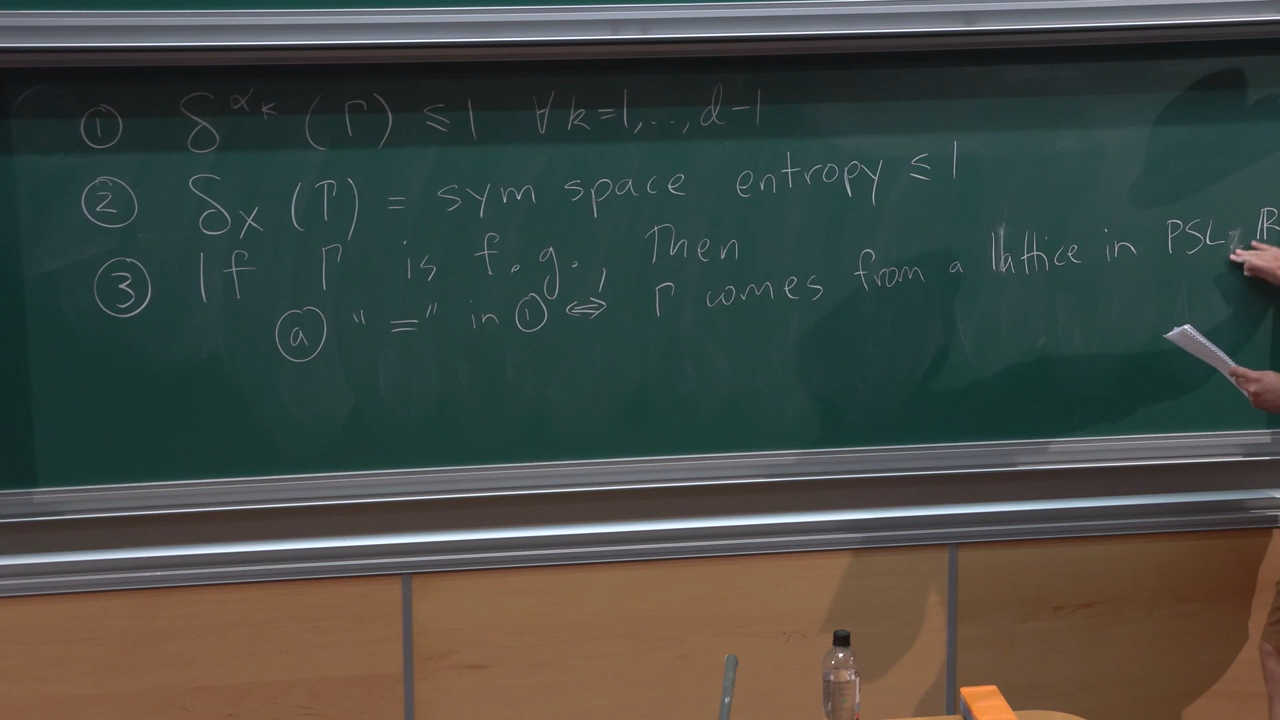 ① δ^{α_k} (Γ) ≤ 1 ∀ k=1,..,d-1
② δ_X (Γ) = sym space entropy ≤ 1
③ If Γ is f.g., Then
ⓐ "=" in ① ⇔ Γ comes from a lattice in PSL ℝ